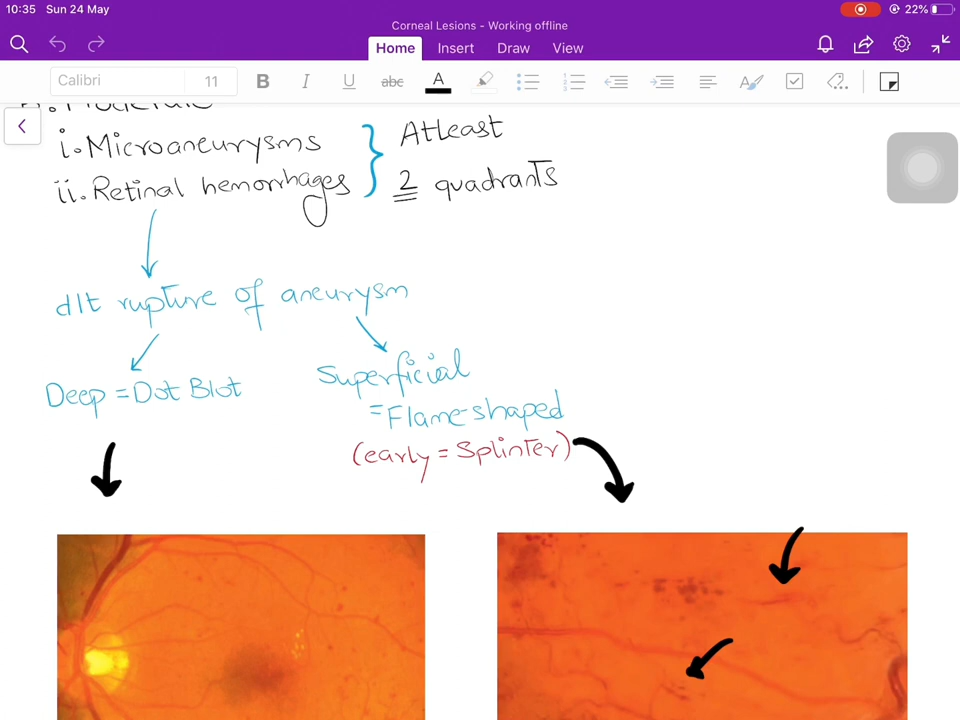 10:35 Sun 24 May
22%
Corneal Lesions - Working offline
Home Insert Draw View
Calibri 11 B I U abc A
i. Microaneurysms
ii. Retinal hemorrhages
Atleast
2 quadrants
d/t rupture of aneurysm
Deep = Dot Blot
Superficial
= Flame-shaped
(early = Splinter)